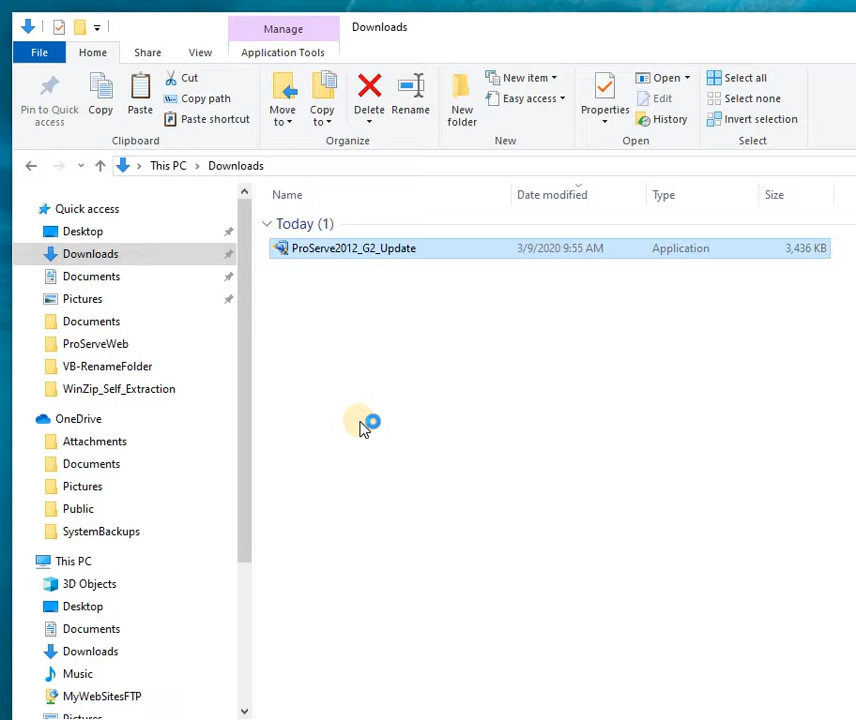 Manage
Downloads
File
Home
Share
View
Application Tools
Pin to Quick
access
Copy
Paste
Cut
Copy path
Paste shortcut
Clipboard
Move
to
Copy
to
Delete
Rename
Organize
New
folder
New item
Easy access
New
Properties
Open
Edit
History
Open
Select all
Select none
Invert selection
Select
This PC
Downloads
Name
Date modified
Type
Size
Today (1)
ProServe2012_G2_Update
3/9/2020 9:55 AM
Application
3,436 KB
Quick access
Desktop
Downloads
Documents
Pictures
Documents
ProServeWeb
VB-RenameFolder
WinZip_Self_Extraction
OneDrive
Attachments
Documents
Pictures
Public
SystemBackups
This PC
3D Objects
Desktop
Documents
Downloads
Music
MyWebSitesFTP
Pictures